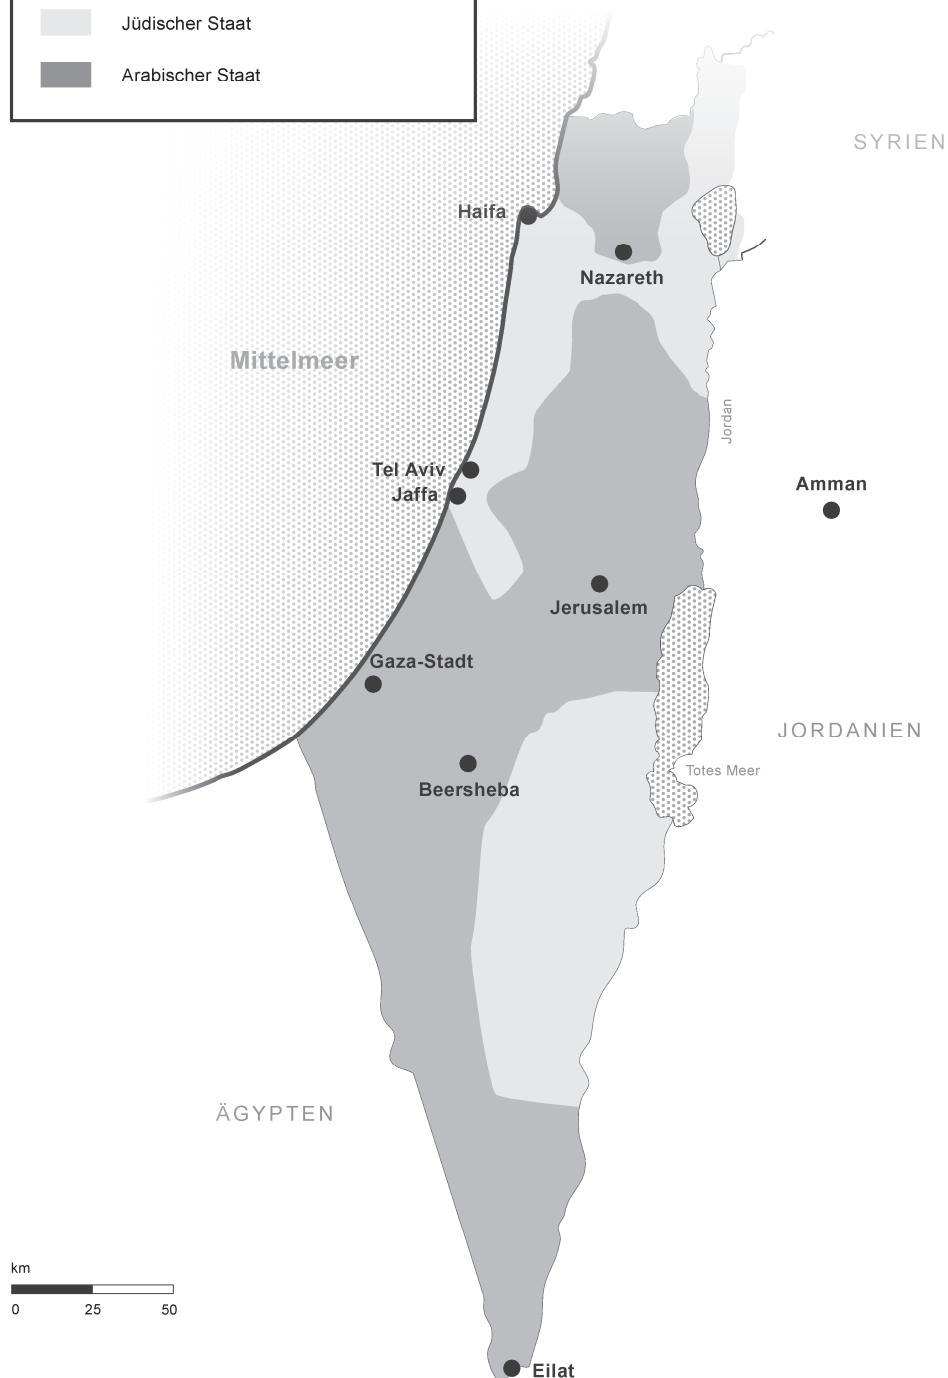 Jüdischer Staat
Arabischer Staat
SYRIEN
Haifa
Nazareth
Mittelmeer
Jordan
Tel Aviv
Jaffa
Amman
Jerusalem
Gaza-Stadt
JORDANIEN
Totes Meer
Beersheba
ÄGYPTEN
km
0 25 50
Eilat